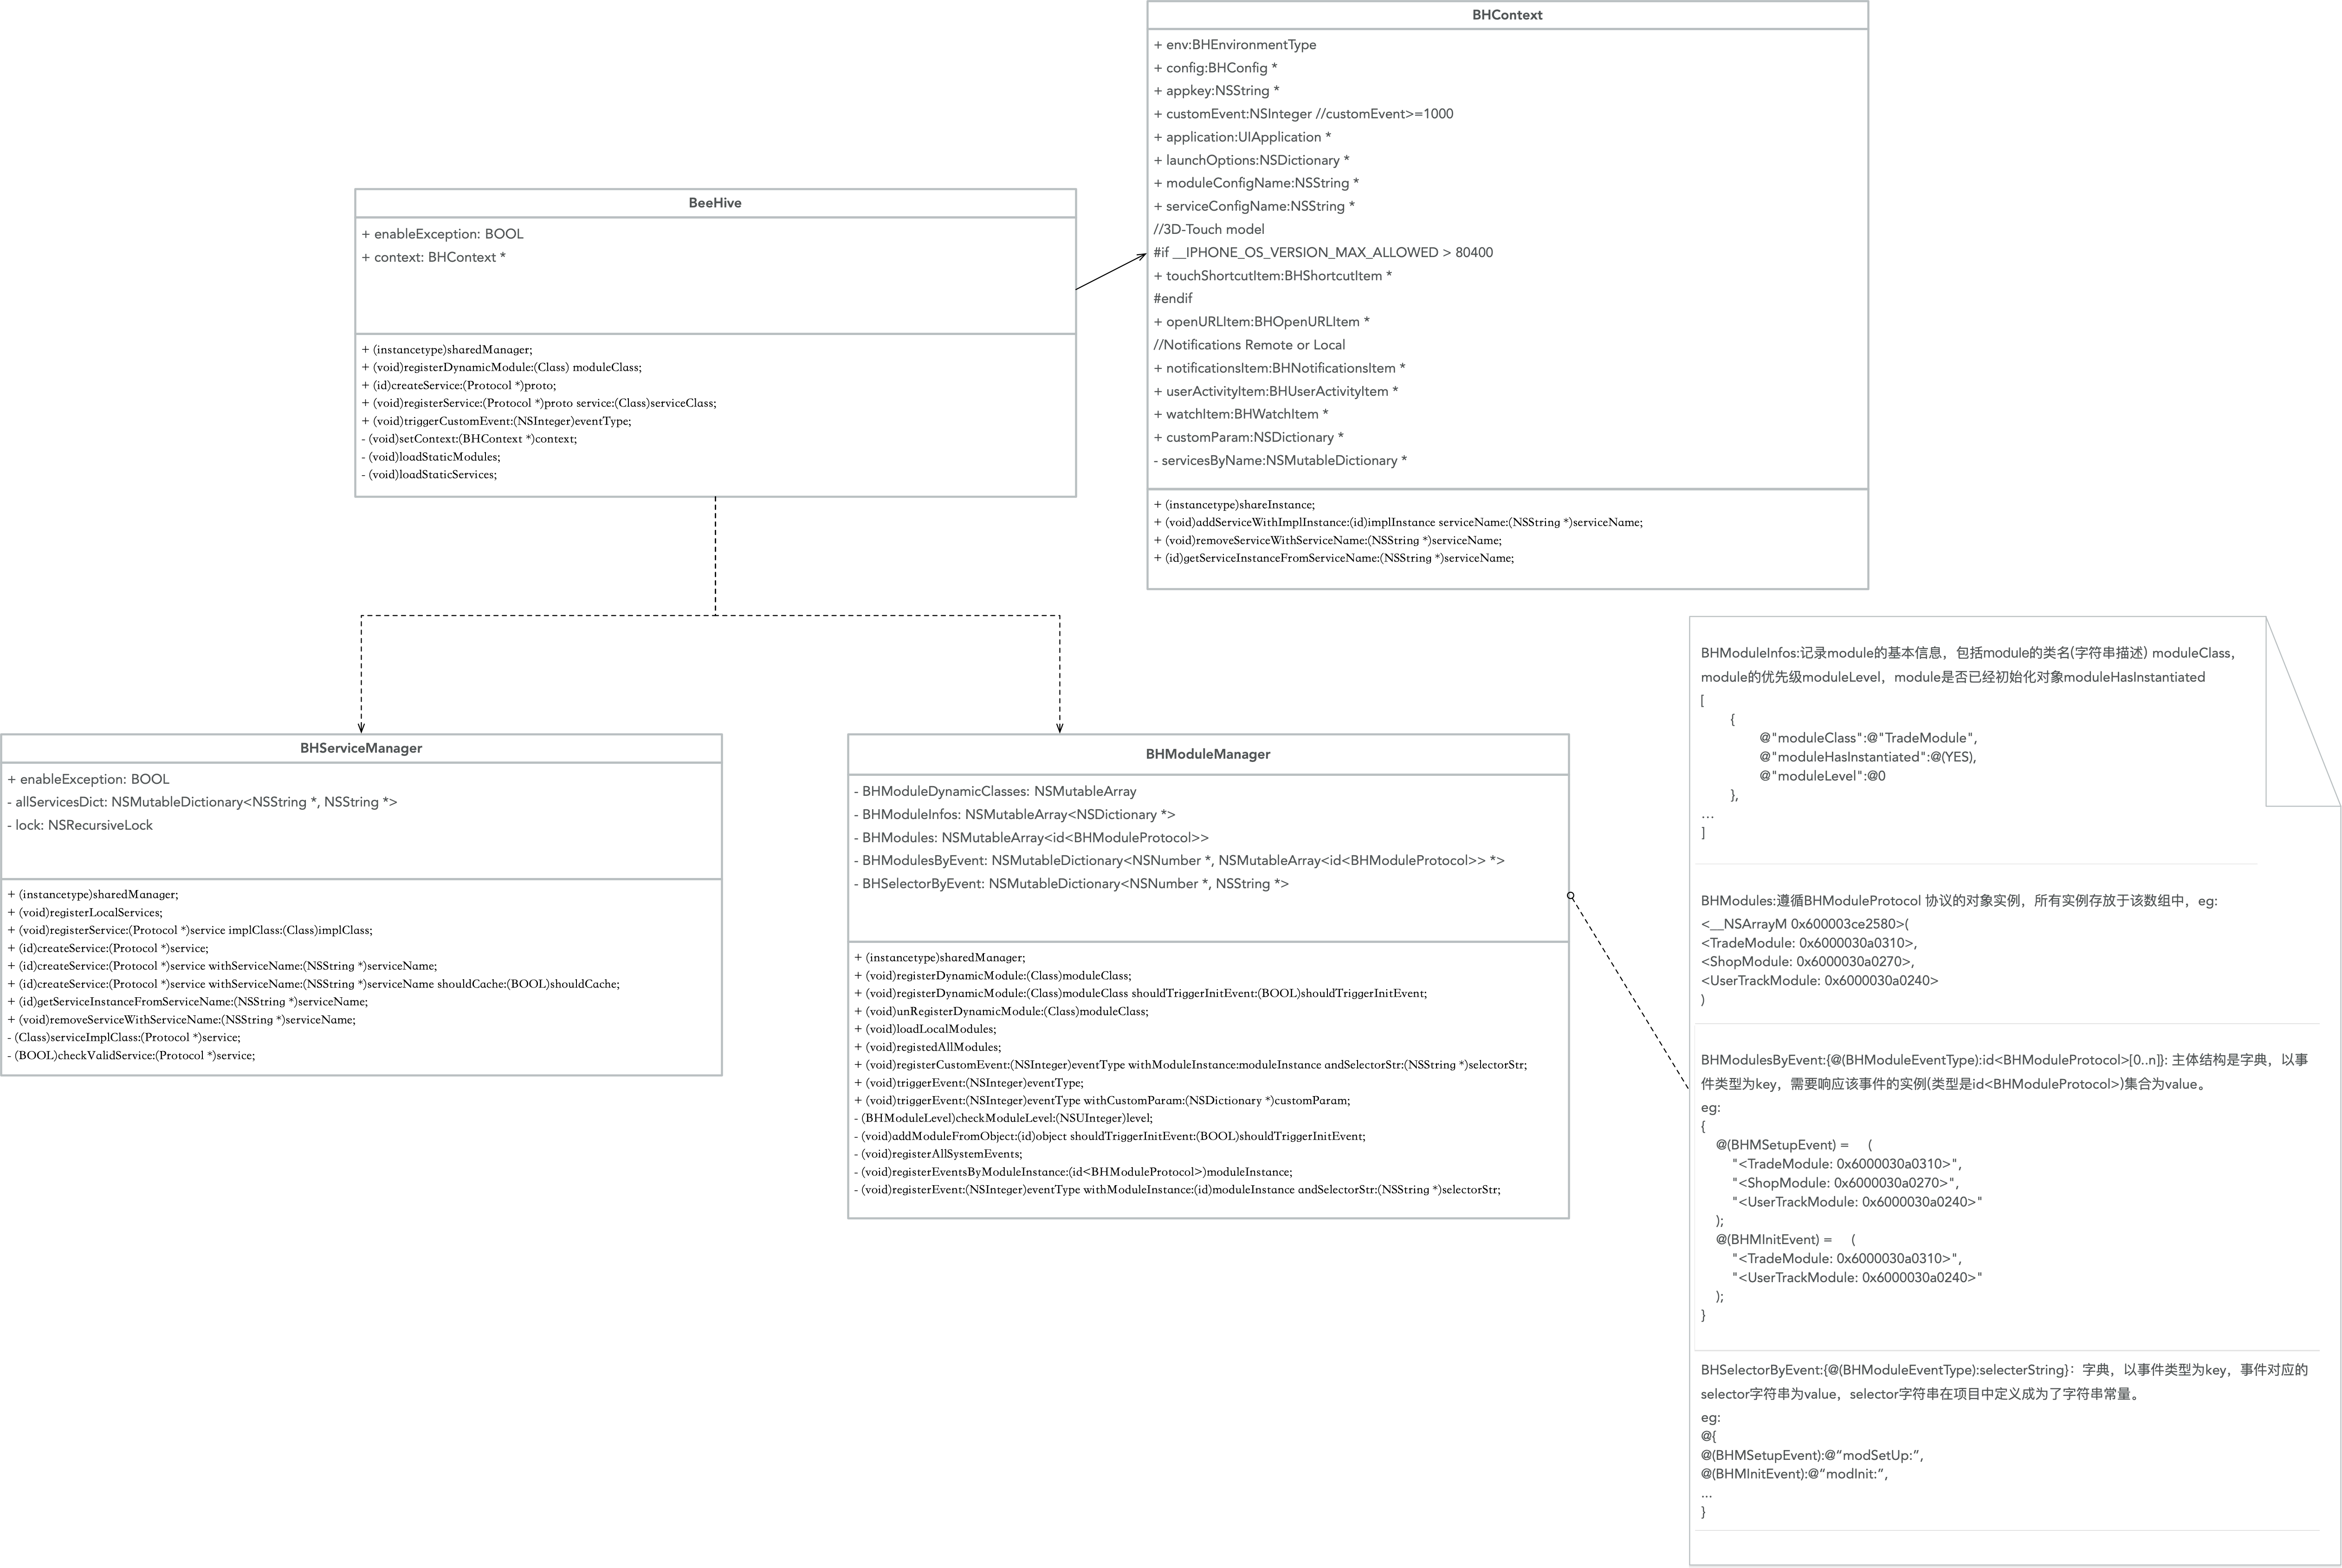 BHContext
+ env:BHEnvironmentType
+ config:BHConfig *
+ appkey:NSString *
+ customEvent:NSInteger //customEvent>=1000
+ application:UIApplication *
+ launchOptions:NSDictionary *
+ moduleConfigName:NSString *
+ serviceConfigName:NSString *
//3D-Touch model
#if __IPHONE_OS_VERSION_MAX_ALLOWED > 80400
+ touchShortcutItem:BHShortcutItem *
#endif
+ openURLItem:BHOpenURLItem *
//Notifications Remote or Local
+ notificationsItem:BHNotificationsItem *
+ userActivityItem:BHUserActivityItem *
+ watchItem:BHWatchItem *
+ customParam:NSDictionary *
- servicesByName:NSMutableDictionary *
+ (instancetype)shareInstance;
+ (void)addServiceWithImplInstance:(id)implInstance serviceName:(NSString *)serviceName;
+ (void)removeServiceWithServiceName:(NSString *)serviceName;
+ (id)getServiceInstanceFromServiceName:(NSString *)serviceName;
BeeHive
+ enableException: BOOL
+ context: BHContext *
+ (instancetype)sharedManager;
+ (void)registerDynamicModule:(Class) moduleClass;
+ (id)createService:(Protocol *)proto;
+ (void)registerService:(Protocol *)proto service:(Class)serviceClass;
+ (void)triggerCustomEvent:(NSInteger)eventType;
- (void)setContext:(BHContext *)context;
- (void)loadStaticModules;
- (void)loadStaticServices;
BHServiceManager
+ enableException: BOOL
- allServicesDict: NSMutableDictionary<NSString *, NSString *>
- lock: NSRecursiveLock
+ (instancetype)sharedManager;
+ (void)registerLocalServices;
+ (void)registerService:(Protocol *)service implClass:(Class)implClass;
+ (id)createService:(Protocol *)service;
+ (id)createService:(Protocol *)service withServiceName:(NSString *)serviceName;
+ (id)createService:(Protocol *)service withServiceName:(NSString *)serviceName shouldCache:(BOOL)shouldCache;
+ (id)getServiceInstanceFromServiceName:(NSString *)serviceName;
+ (void)removeServiceWithServiceName:(NSString *)serviceName;
- (Class)serviceImplClass:(Protocol *)service;
- (BOOL)checkValidService:(Protocol *)service;
BHModuleManager
- BHModuleDynamicClasses: NSMutableArray
- BHModuleInfos: NSMutableArray<NSDictionary *>
- BHModules: NSMutableArray<id<BHModuleProtocol>>
- BHModulesByEvent: NSMutableDictionary<NSNumber *, NSMutableArray<id<BHModuleProtocol>> *>
- BHSelectorByEvent: NSMutableDictionary<NSNumber *, NSString *>
+ (instancetype)sharedManager;
+ (void)registerDynamicModule:(Class)moduleClass;
+ (void)registerDynamicModule:(Class)moduleClass shouldTriggerInitEvent:(BOOL)shouldTriggerInitEvent;
+ (void)unRegisterDynamicModule:(Class)moduleClass;
+ (void)loadLocalModules;
+ (void)registedAllModules;
+ (void)registerCustomEvent:(NSInteger)eventType withModuleInstance:moduleInstance andSelectorStr:(NSString *)selectorStr;
+ (void)triggerEvent:(NSInteger)eventType;
+ (void)triggerEvent:(NSInteger)eventType withCustomParam:(NSDictionary *)customParam;
- (BHModuleLevel)checkModuleLevel:(NSUInteger)level;
- (void)addModuleFromObject:(id)object shouldTriggerInitEvent:(BOOL)shouldTriggerInitEvent;
- (void)registerAllSystemEvents;
- (void)registerEventsByModuleInstance:(id<BHModuleProtocol>)moduleInstance;
- (void)registerEvent:(NSInteger)eventType withModuleInstance:(id)moduleInstance andSelectorStr:(NSString *)selectorStr;
BHModuleInfos:记录module的基本信息，包括module的类名(字符串描述) moduleClass，
module的优先级moduleLevel，module是否已经初始化对象moduleHasInstantiated
[
{
@"moduleClass":@"TradeModule",
@"moduleHasInstantiated":@(YES),
@"moduleLevel":@0
},
...
]
BHModules:遵循BHModuleProtocol 协议的对象实例，所有实例存放于该数组中，eg:
<__NSArrayM 0x600003ce2580>(
<TradeModule: 0x6000030a0310>,
<ShopModule: 0x6000030a0270>,
<UserTrackModule: 0x6000030a0240>
)
BHModulesByEvent:{@(BHModuleEventType):id<BHModuleProtocol>[0..n]}: 主体结构是字典，以事
件类型为key，需要响应该事件的实例(类型是id<BHModuleProtocol>)集合为value。
eg:
{
@(BHMSetupEvent) = (
"<TradeModule: 0x6000030a0310>",
"<ShopModule: 0x6000030a0270>",
"<UserTrackModule: 0x6000030a0240>"
);
@(BHMInitEvent) = (
"<TradeModule: 0x6000030a0310>",
"<UserTrackModule: 0x6000030a0240>"
);
}
BHSelectorByEvent:{@(BHModuleEventType):selecterString}：字典，以事件类型为key，事件对应的
selector字符串为value，selector字符串在项目中定义成为了字符串常量。
eg:
@{
@(BHMSetupEvent):@"modSetUp:",
@(BHMInitEvent):@"modInit:",
...
}